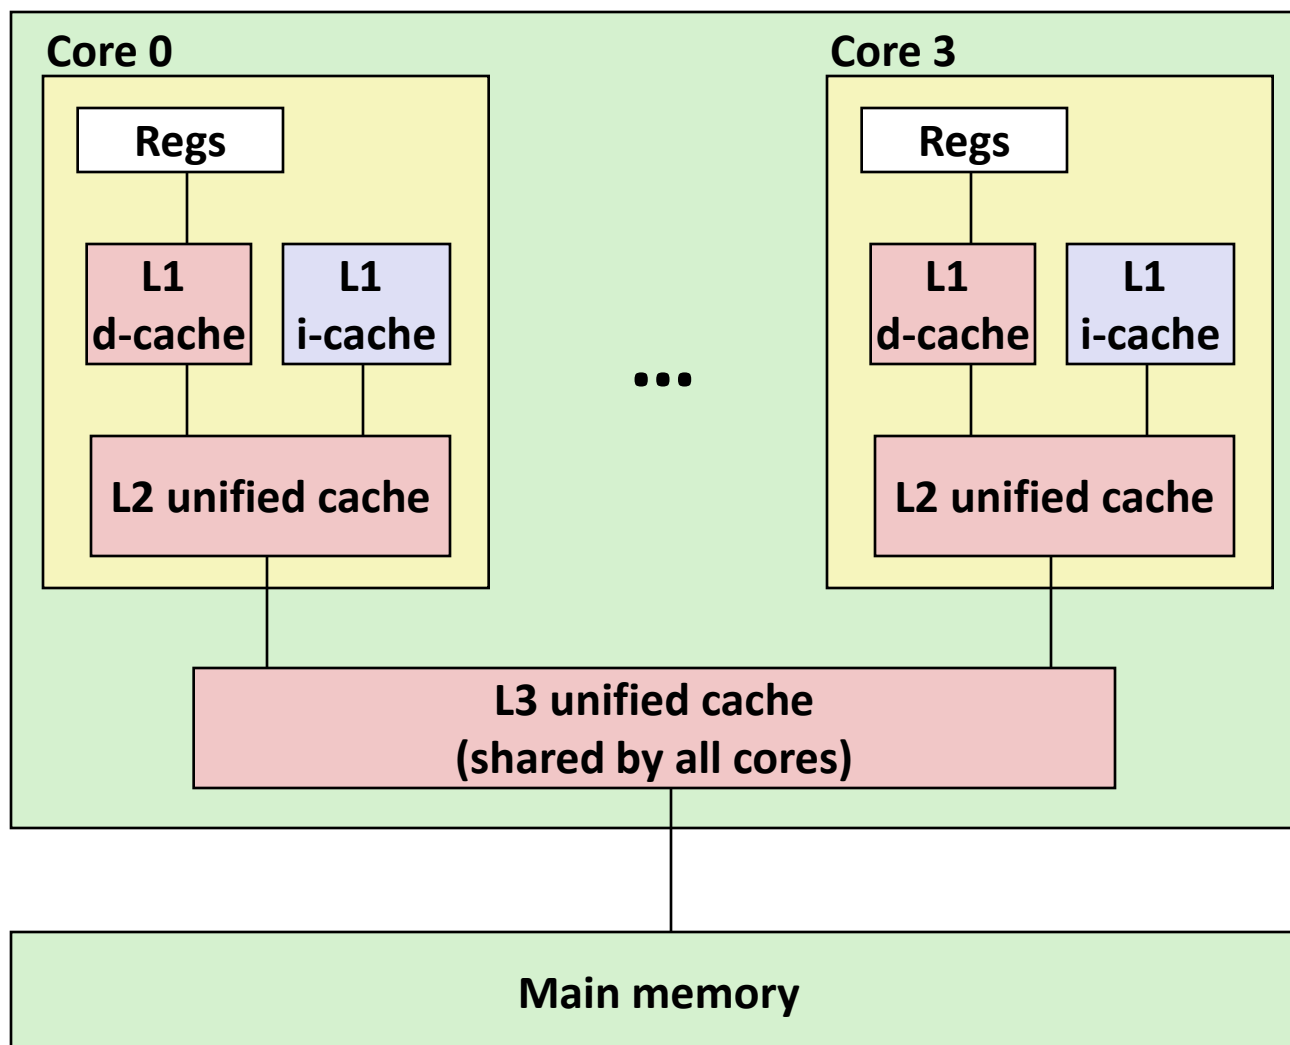 Core 0
Regs
L1
d-cache
L1
i-cache
L2 unified cache
...
Core 3
Regs
L1
d-cache
L1
i-cache
L2 unified cache
L3 unified cache
(shared by all cores)
Main memory